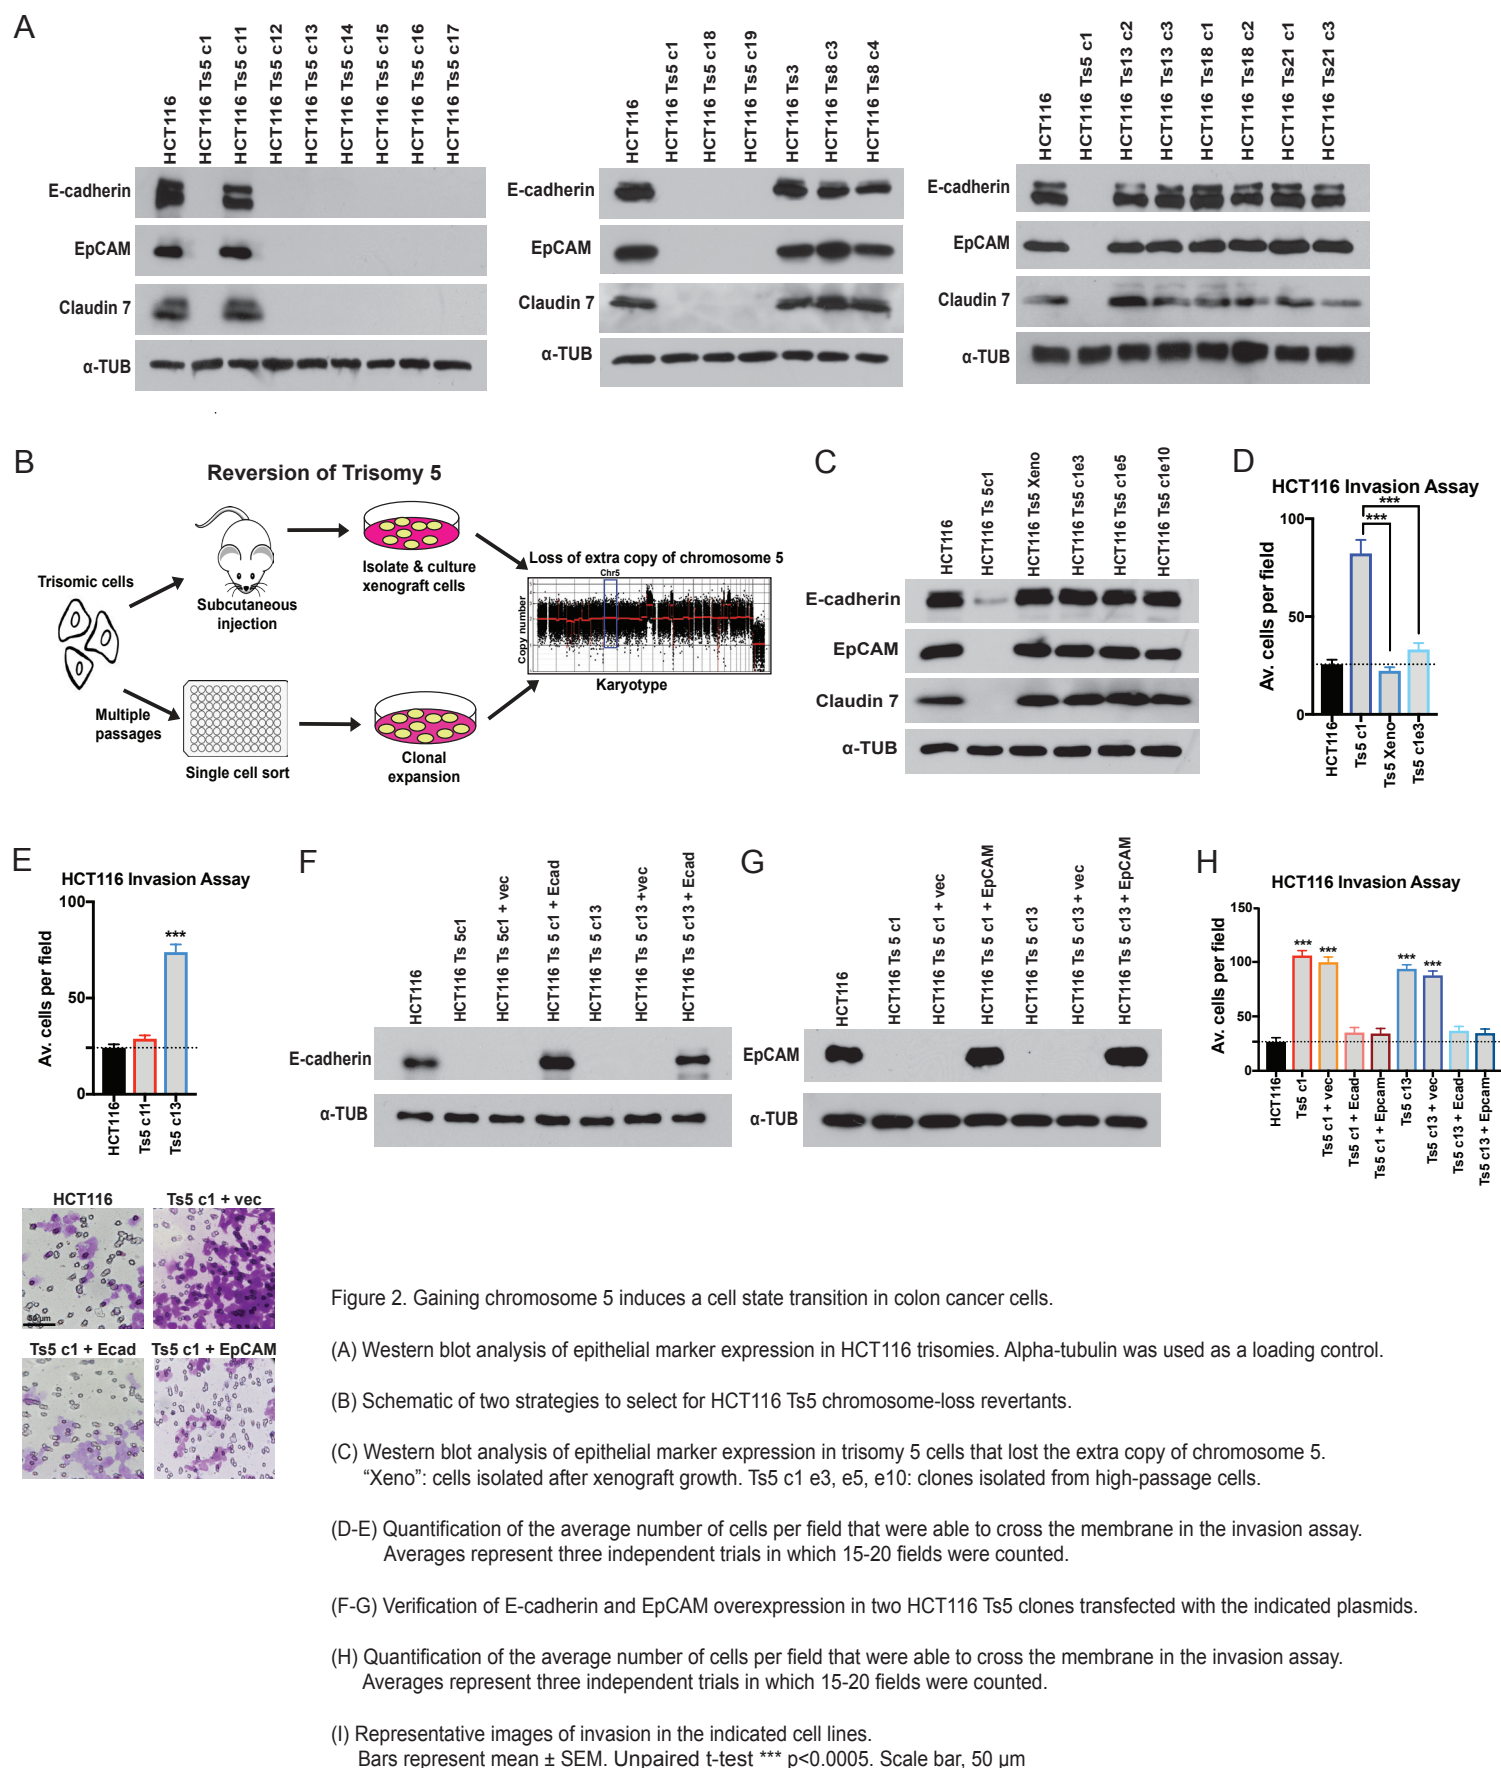 A
HCT116
HCT116 Ts5 c1
HCT116 Ts5 c11
HCT116 Ts5 c12
HCT116 Ts5 c13
HCT116 Ts5 c14
HCT116 Ts5 c15
HCT116 Ts5 c16
HCT116 Ts5 c17
E-cadherin
EpCAM
Claudin 7
α-TUB
HCT116
HCT116 Ts5 c1
HCT116 Ts5 c18
HCT116 Ts5 c19
HCT116 Ts3
HCT116 Ts8 c3
HCT116 Ts8 c4
E-cadherin
EpCAM
Claudin 7
α-TUB
HCT116
HCT116 Ts5 c1
HCT116 Ts13 c2
HCT116 Ts13 c3
HCT116 Ts18 c1
HCT116 Ts18 c2
HCT116 Ts21 c1
HCT116 Ts21 c3
E-cadherin
EpCAM
Claudin 7
α-TUB
B
Reversion of Trisomy 5
Trisomic cells
Subcutaneous
injection
Isolate & culture
xenograft cells
Multiple
passages
Single cell sort
Clonal
expansion
Loss of extra copy of chromosome 5
Chr5
Copy number
Karyotype
C
HCT116
HCT116 Ts 5c1
HCT116 Ts5 Xeno
HCT116 Ts5 c1e3
HCT116 Ts5 c1e5
HCT116 Ts5 c1e10
E-cadherin
EpCAM
Claudin 7
α-TUB
D
HCT116 Invasion Assay
***
***
Av. cells per field
100
50
0
HCT116
Ts5 c1
Ts5 Xeno
Ts5 c1e3
E
HCT116 Invasion Assay
***
Av. cells per field
100
50
0
HCT116
Ts5 c11
Ts5 c13
F
HCT116
HCT116 Ts 5c1
HCT116 Ts 5c1 + vec
HCT116 Ts 5 c1 + Ecad
HCT116 Ts 5 c13
HCT116 Ts 5 c13 +vec
HCT116 Ts 5 c13 + Ecad
E-cadherin
α-TUB
G
HCT116
HCT116 Ts 5 c1
HCT116 Ts 5 c1 + vec
HCT116 Ts 5 c1 + EpCAM
HCT116 Ts 5 c13
HCT116 Ts 5 c13 + vec
HCT116 Ts 5 c13 + EpCAM
EpCAM
α-TUB
H
HCT116 Invasion Assay
Av. cells per field
150
100
50
0
***
***
***
***
HCT116
Ts5 c1
Ts5 c1 + vec
Ts5 c1 + Ecad
Ts5 c1 + Epcam
Ts5 c13
Ts5 c13 + vec
Ts5 c13 + Ecad
Ts5 c13 + Epcam
HCT116
Ts5 c1 + vec
50 µm
Ts5 c1 + Ecad
Ts5 c1 + EpCAM
Figure 2. Gaining chromosome 5 induces a cell state transition in colon cancer cells.
(A) Western blot analysis of epithelial marker expression in HCT116 trisomies. Alpha-tubulin was used as a loading control.
(B) Schematic of two strategies to select for HCT116 Ts5 chromosome-loss revertants.
(C) Western blot analysis of epithelial marker expression in trisomy 5 cells that lost the extra copy of chromosome 5.
“Xeno”: cells isolated after xenograft growth. Ts5 c1 e3, e5, e10: clones isolated from high-passage cells.
(D-E) Quantification of the average number of cells per field that were able to cross the membrane in the invasion assay.
Averages represent three independent trials in which 15-20 fields were counted.
(F-G) Verification of E-cadherin and EpCAM overexpression in two HCT116 Ts5 clones transfected with the indicated plasmids.
(H) Quantification of the average number of cells per field that were able to cross the membrane in the invasion assay.
Averages represent three independent trials in which 15-20 fields were counted.
(I) Representative images of invasion in the indicated cell lines.
Bars represent mean ± SEM. Unpaired t-test *** p<0.0005. Scale bar, 50 µm